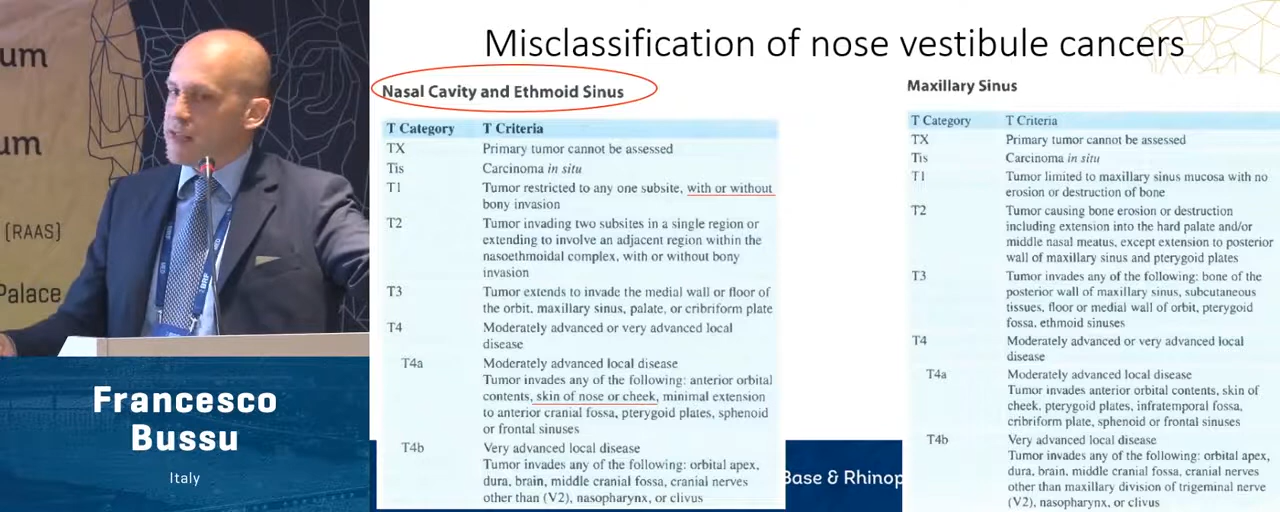 um
um
(RAAS)
Palace
Francesco
Bussu
Italy
Misclassification of nose vestibule cancers
Nasal Cavity and Ethmoid Sinus
T Category T Criteria
TX Primary tumor cannot be assessed
Tis Carcinoma in situ
T1 Tumor restricted to any one subsite, with or without
bony invasion
T2 Tumor invading two subsites in a single region or
extending to involve an adjacent region within the
nasoethmoidal complex, with or without bony
invasion
T3 Tumor extends to invade the medial wall or floor of
the orbit, maxillary sinus, palate, or cribriform plate
T4 Moderately advanced or very advanced local
disease
T4a Moderately advanced local disease
Tumor invades any of the following: anterior orbital
contents, skin of nose or cheek, minimal extension
to anterior cranial fossa, pterygoid plates, sphenoid
or frontal sinuses
T4b Very advanced local disease
Tumor invades any of the following: orbital apex,
dura, brain, middle cranial fossa, cranial nerves
other than (V2), nasopharynx, or clivus
Base & Rhinop
Maxillary Sinus
T Category T Criteria
TX Primary tumor cannot be assessed
Tis Carcinoma in situ
T1 Tumor limited to maxillary sinus mucosa with no
erosion or destruction of bone
T2 Tumor causing bone erosion or destruction
including extension into the hard palate and/or
middle nasal meatus, except extension to posterior
wall of maxillary sinus and pterygoid plates
T3 Tumor invades any of the following: bone of the
posterior wall of maxillary sinus, subcutaneous
tissues, floor or medial wall of orbit, pterygoid
fossa, ethmoid sinuses
T4 Moderately advanced or very advanced local
disease
T4a Moderately advanced local disease
Tumor invades anterior orbital contents, skin of
cheek, pterygoid plates, infratemporal fossa,
cribriform plate, sphenoid or frontal sinuses
T4b Very advanced local disease
Tumor invades any of the following: orbital apex,
dura, brain, middle cranial fossa, cranial nerves
other than maxillary division of trigeminal nerve
(V2), nasopharynx, or clivus